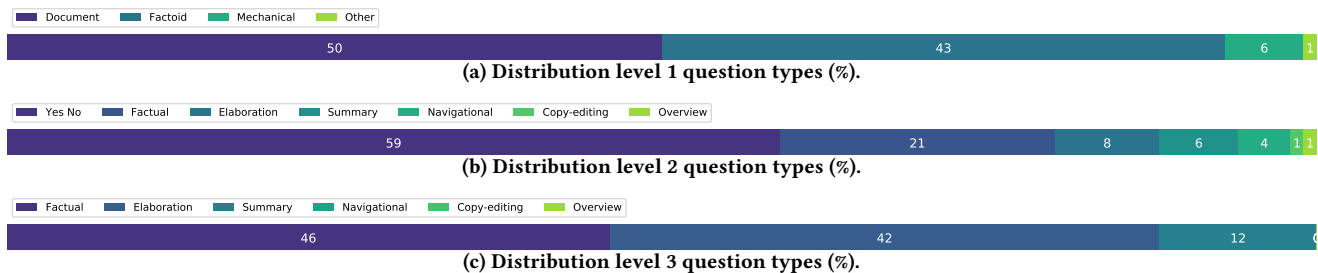 Document Factoid Mechanical Other
50 43 6 1
(a) Distribution level 1 question types (%).
Yes No Factual Elaboration Summary Navigational Copy-editing Overview
59 21 8 6 4 1 1
(b) Distribution level 2 question types (%).
Factual Elaboration Summary Navigational Copy-editing Overview
46 42 12
(c) Distribution level 3 question types (%).